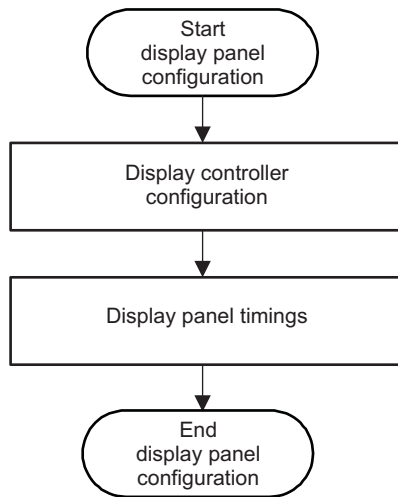 Start
display panel
configuration
Display controller
configuration
Display panel timings
End
display panel
configuration